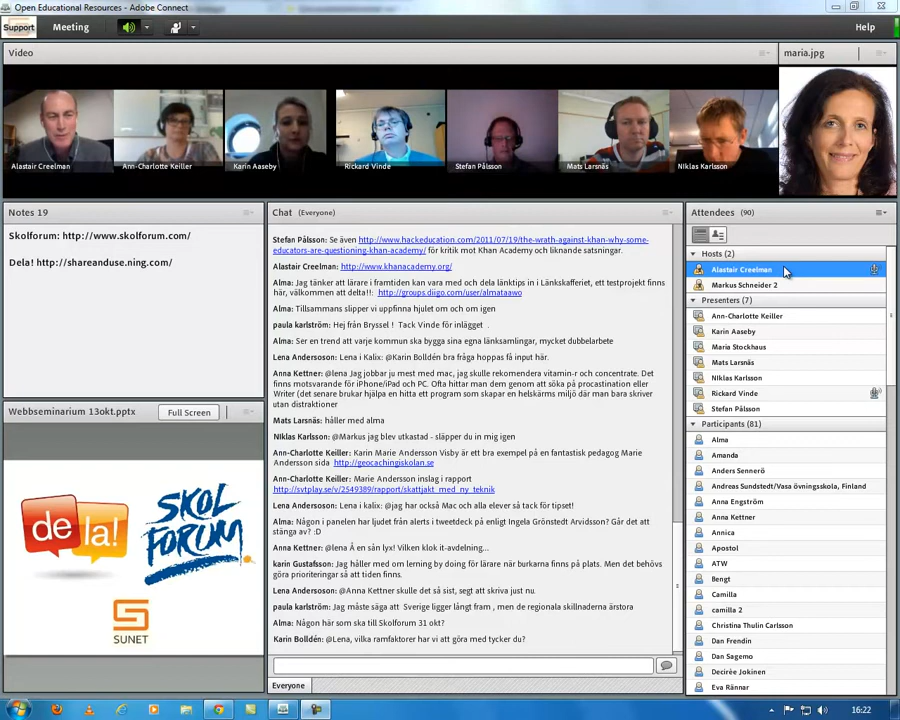 Open Educational Resources - Adobe Connect
Support Meeting Help
Video
maria.jpg
Alastair Creelman
Ann-Charlotte Keiller
Karin Aaseby
Rickard Vinde
Stefan Pålsson
Mats Larsnäs
NIklas Karlsson
Notes 19
Skolforum: http://www.skolforum.com/
Dela! http://shareanduse.ning.com/
Webbseminarium 13okt.pptx Full Screen
de la!
SKOL
FORUM
SUNET
Chat (Everyone)
Stefan Pålsson: Se även http://www.hackeducation.com/2011/07/19/the-wrath-against-khan-why-some-
educators-are-questioning-khan-academy/ för kritik mot Khan Academy och liknande satsningar.
Alastair Creelman: http://www.khanacademy.org/
Alma: Jag tänker att lärare i framtiden kan vara med och dela länktips in i Länkskafferiet, ett testprojekt finns
här, välkommen att delta!!: http://groups.diigo.com/user/almataawo
Alma: Tillsammans slipper vi uppfinna hjulet om och om igen
paula karlström: Hej från Bryssel ! Tack Vinde för inlägget .
Alma: Ser en trend att varje kommun ska bygga sina egna länksamlingar, mycket dubbelarbete
Lena Andersoson: Lena i Kalix: @Karin Bolldén bra fråga hoppas få input här.
Anna Kettner: @lena Jag jobbar ju mest med mac, jag skulle rekomendera vitamin-r och concentrate. Det
finns motsvarande för iPhone/iPad och PC. Ofta hittar man dem genom att söka på procastination eller
Writer (det senare brukar hjälpa en hitta ett program som skapar en helskärms miljö där man bara skriver
utan distraktioner
Mats Larsnäs: håller med alma
NIklas Karlsson: @Markus jag blev utkastad - släpper du in mig igen
Ann-Charlotte Keiller: Karin Marie Andersson Visby är ett bra exempel på en fantastisk pedagog Marie
Andersson sida http://geocachingiskolan.se
Ann-Charlotte Keiller: Marie Andersson inslag i rapport
http://svtplay.se/v/2549389/rapport/skattjakt_med_ny_teknik
Lena Andersoson: Lena i kalix: @jag har också Mac och alla elever så tack för tipset!
Alma: Någon i panelen har ljudet från alerts i tweetdeck på enligt Ingela Grönstedt Arvidsson? Går det att
stänga av? :D
Anna Kettner: @lena Å en sån lyx! Vilken klok it-avdelning...
karin Gustafsson: Jag håller med om lerning by doing för lärare när burkarna finns på plats. Men det behövs
göra prioriteringar så att tiden finns.
Lena Andersoson: @Anna Kettner skulle det så sist, segt att skriva just nu.
paula karlström: Jag måste säga att Sverige ligger långt fram , men de regionala skillnaderna är stora
Alma: Någon här som ska till Skolforum 31 okt?
Karin Bolldén: @Lena, vilka ramfaktorer har vi att göra med tycker du?
Everyone
Attendees (90)
Hosts (2)
Alastair Creelman
Markus Schneider 2
Presenters (7)
Ann-Charlotte Keiller
Karin Aaseby
Maria Stockhaus
Mats Larsnäs
NIklas Karlsson
Rickard Vinde
Stefan Pålsson
Participants (81)
Alma
Amanda
Anders Sennerö
Andreas Sundstedt/Vasa övningsskola, Finland
Anna Engström
Anna Kettner
Annica
Apostol
ATW
Bengt
Camilla
camilla 2
Christina Thulin Carlsson
Dan Frendin
Dan Sagemo
Decirèe Jokinen
Eva Rännar
16:22